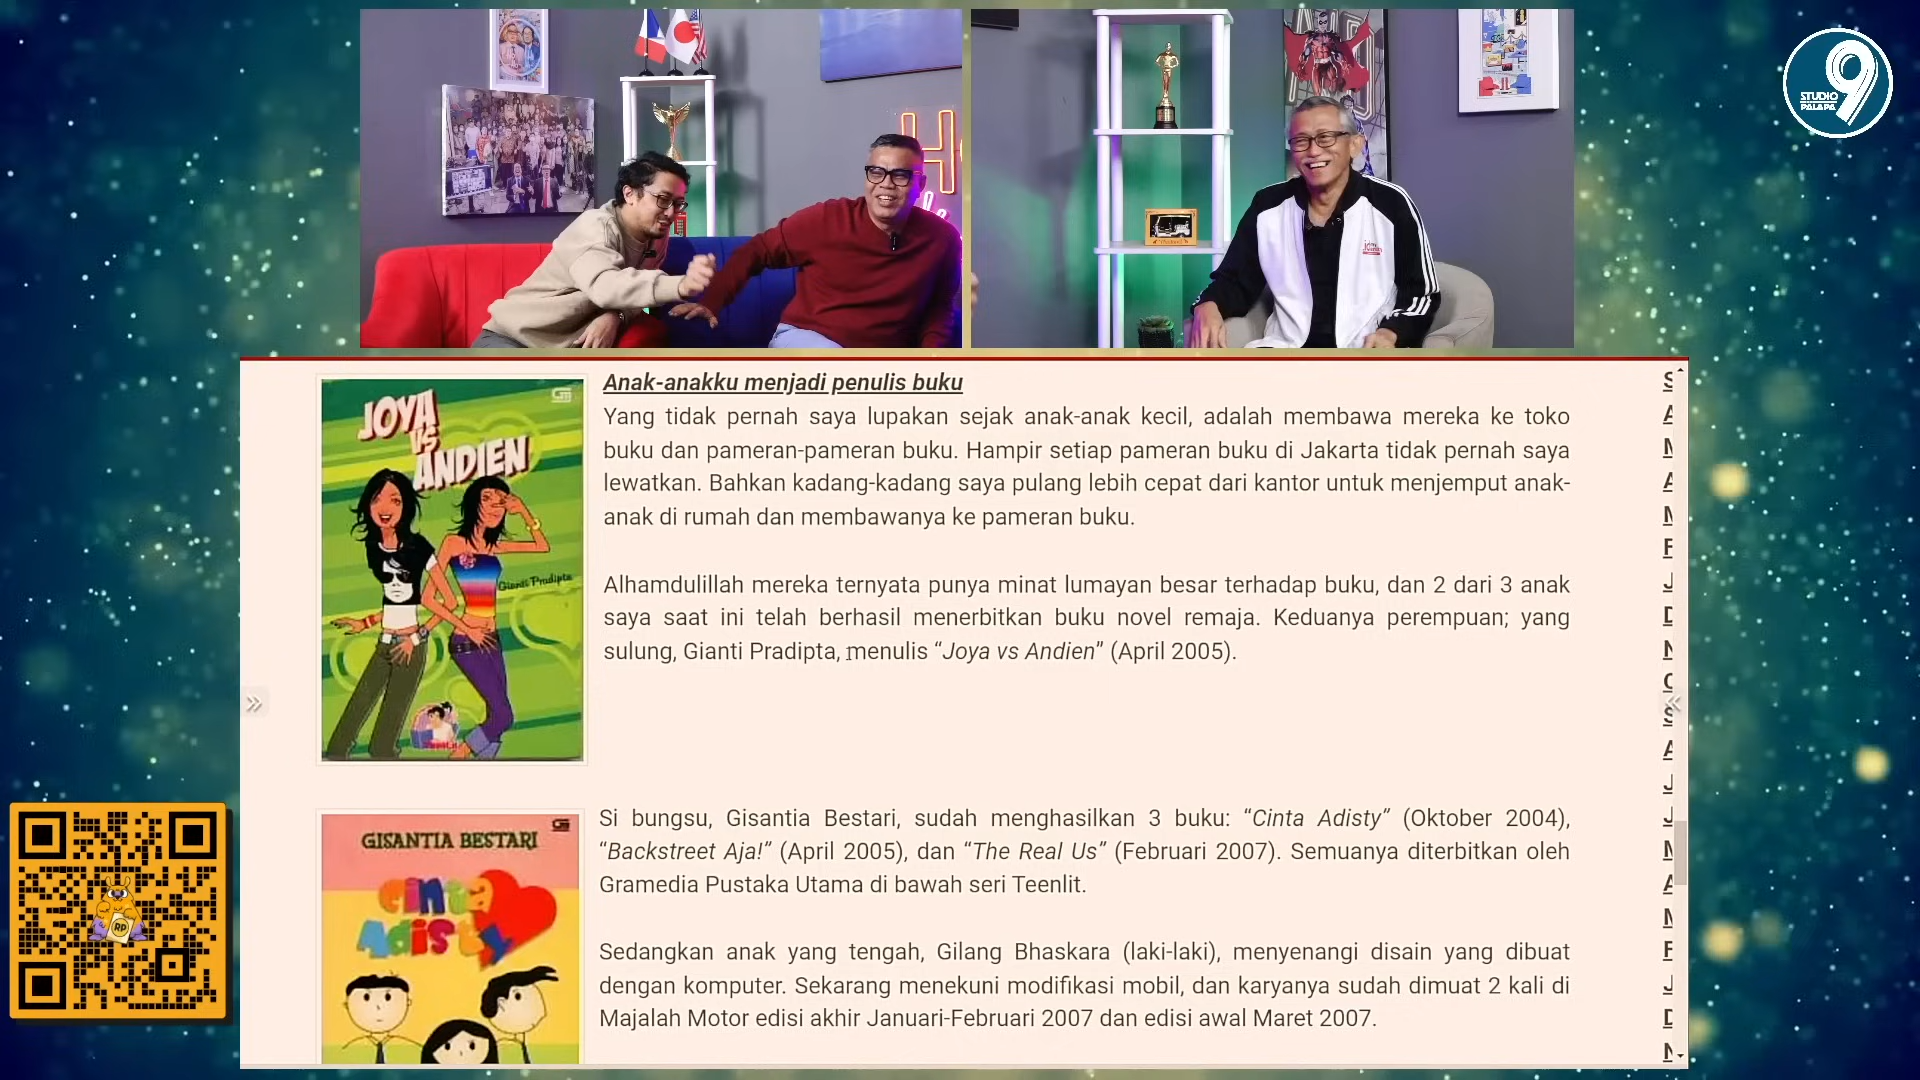 STUDIO
PALAPA
9
JOYA
VS
ANDIEN
Gianti Pradipta
Anak-anakku menjadi penulis buku
Yang tidak pernah saya lupakan sejak anak-anak kecil, adalah membawa mereka ke toko
buku dan pameran-pameran buku. Hampir setiap pameran buku di Jakarta tidak pernah saya
lewatkan. Bahkan kadang-kadang saya pulang lebih cepat dari kantor untuk menjemput anak-
anak di rumah dan membawanya ke pameran buku.
Alhamdulillah mereka ternyata punya minat lumayan besar terhadap buku, dan 2 dari 3 anak
saya saat ini telah berhasil menerbitkan buku novel remaja. Keduanya perempuan; yang
sulung, Gianti Pradipta, menulis “Joya vs Andien” (April 2005).
GISANTIA BESTARI
cinta
Adisty
Si bungsu, Gisantia Bestari, sudah menghasilkan 3 buku: “Cinta Adisty” (Oktober 2004),
“Backstreet Aja!” (April 2005), dan “The Real Us” (Februari 2007). Semuanya diterbitkan oleh
Gramedia Pustaka Utama di bawah seri Teenlit.
Sedangkan anak yang tengah, Gilang Bhaskara (laki-laki), menyenangi disain yang dibuat
dengan komputer. Sekarang menekuni modifikasi mobil, dan karyanya sudah dimuat 2 kali di
Majalah Motor edisi akhir Januari-Februari 2007 dan edisi awal Maret 2007.
RP